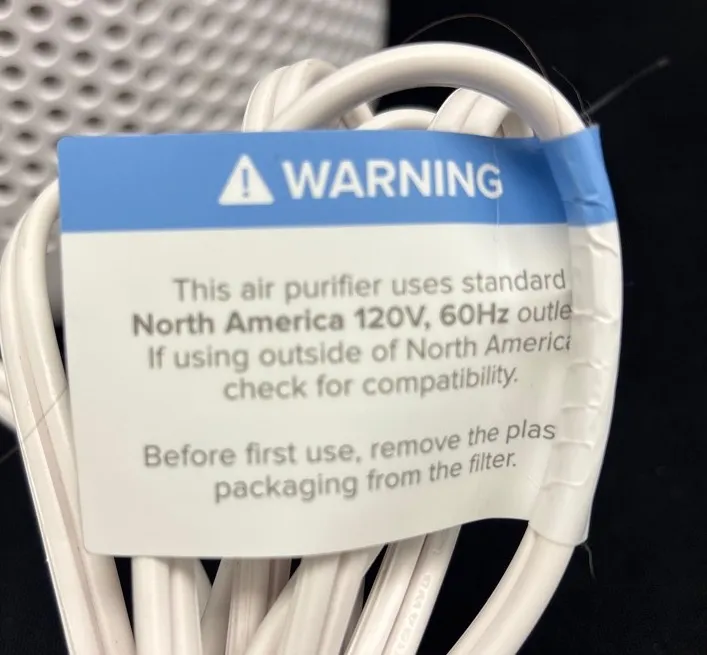 WARNING
This air purifier uses standard
North America 120V, 60Hz outle
If using outside of North America
check for compatibility.
Before first use, remove the plas
packaging from the filter.